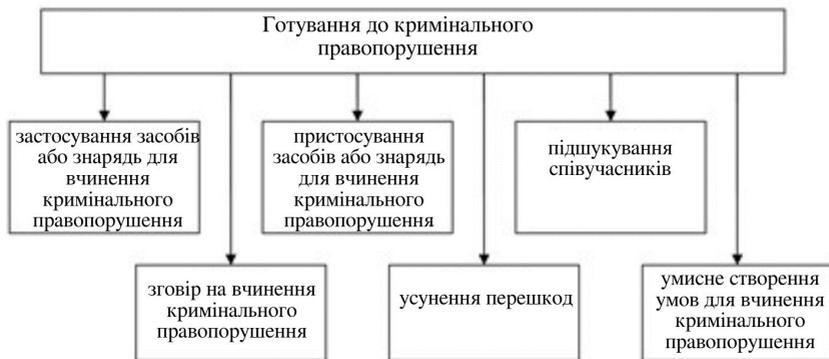 Готування до кримінального
правопорушення
застосування засобів
або знарядь для
вчинення
кримінального
правопорушення
пристосування
засобів або знарядь
для вчинення
кримінального
правопорушення
підшукування
співучасників
зговір на вчинення
кримінального
правопорушення
усунення перешкод
умисне створення
умов для вчинення
кримінального
правопорушення